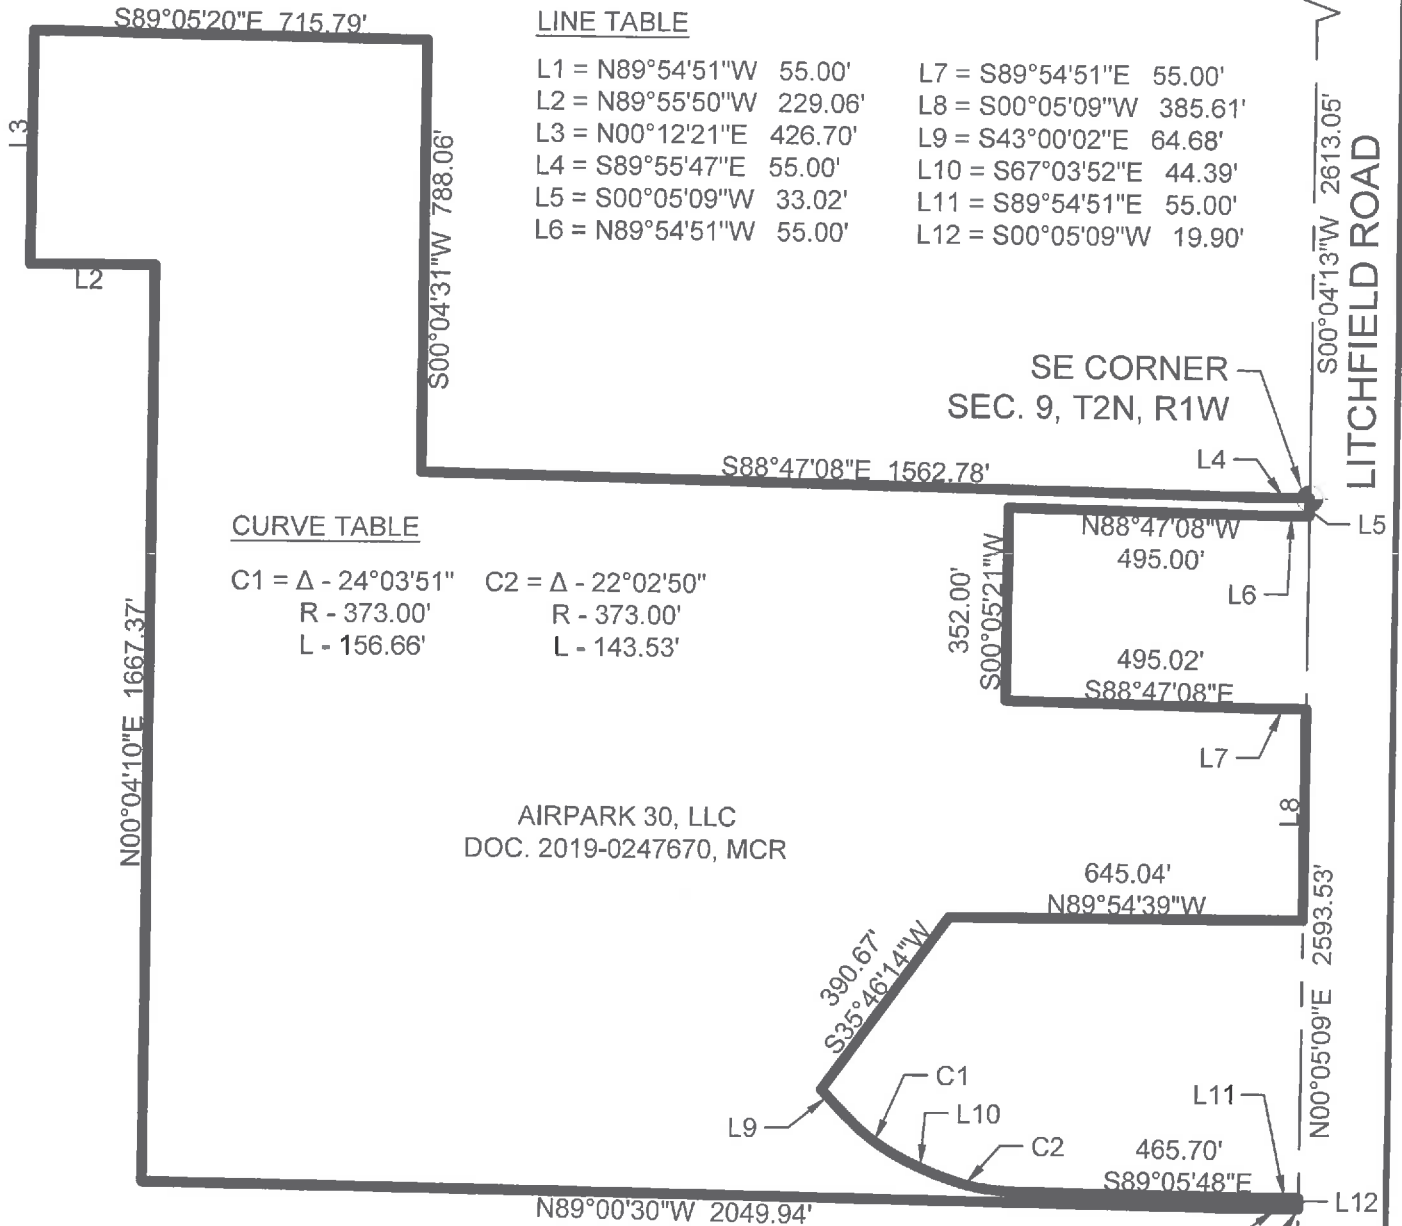 S89°05'20"E 715.79'
LINE TABLE
L1 = N89°54'51"W 55.00'
L2 = N89°55'50"W 229.06'
L3 = N00°12'21"E 426.70'
L4 = S89°55'47"E 55.00'
L5 = S00°05'09"W 33.02'
L6 = N89°54'51"W 55.00'
L7 = S89°54'51"E 55.00'
L8 = S00°05'09"W 385.61'
L9 = S43°00'02"E 64.68'
L10 = S67°03'52"E 44.39'
L11 = S89°54'51"E 55.00'
L12 = S00°05'09"W 19.90'
L3
L2
S00°04'31"W 788.06'
S00°04'13"W 2613.05'
LITCHFIELD ROAD
SE CORNER
SEC. 9, T2N, R1W
L4
S88°47'08"E 1562.78'
L5
N88°47'08"W
495.00'
L6
CURVE TABLE
C1 = Δ - 24°03'51"
R - 373.00'
L - 156.66'
C2 = Δ - 22°02'50"
R - 373.00'
L - 143.53'
352.00'
S00°05'21"W
495.02'
S88°47'08"E
L7
N00°04'10"E 1667.37'
AIRPARK 30, LLC
DOC. 2019-0247670, MCR
L8
645.04'
N89°54'39"W
390.67'
S35°46'14"W
N00°05'09"E 2593.53'
C1
L10
L9
C2
L11
465.70'
S89°05'48"E
L12
N89°00'30"W 2049.94'